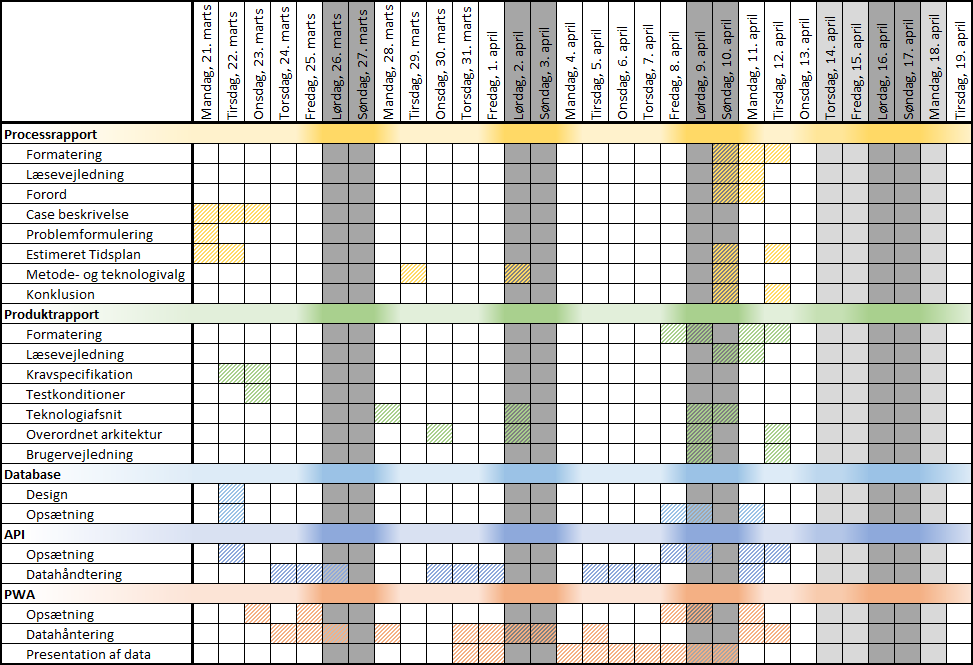 Mandag, 21. marts
Tirsdag, 22. marts
Onsdag, 23. marts
Torsdag, 24. marts
Fredag, 25. marts
Lørdag, 26. marts
Søndag, 27. marts
Mandag, 28. marts
Tirsdag, 29. marts
Onsdag, 30. marts
Torsdag, 31. marts
Fredag, 1. april
Lørdag, 2. april
Søndag, 3. april
Mandag, 4. april
Tirsdag, 5. april
Onsdag, 6. april
Torsdag, 7. april
Fredag, 8. april
Lørdag, 9. april
Søndag, 10. april
Mandag, 11. april
Tirsdag, 12. april
Onsdag, 13. april
Torsdag, 14. april
Fredag, 15. april
Lørdag, 16. april
Søndag, 17. april
Mandag, 18. april
Tirsdag, 19. april
Processrapport
Formatering
Læsevejledning
Forord
Case beskrivelse
Problemformulering
Estimeret Tidsplan
Metode- og teknologivalg
Konklusion
Produktrapport
Formatering
Læsevejledning
Kravspecifikation
Testkonditioner
Teknologiafsnit
Overordnet arkitektur
Brugervejledning
Database
Design
Opsætning
API
Opsætning
Datahåndtering
PWA
Opsætning
Datahåntering
Presentation af data